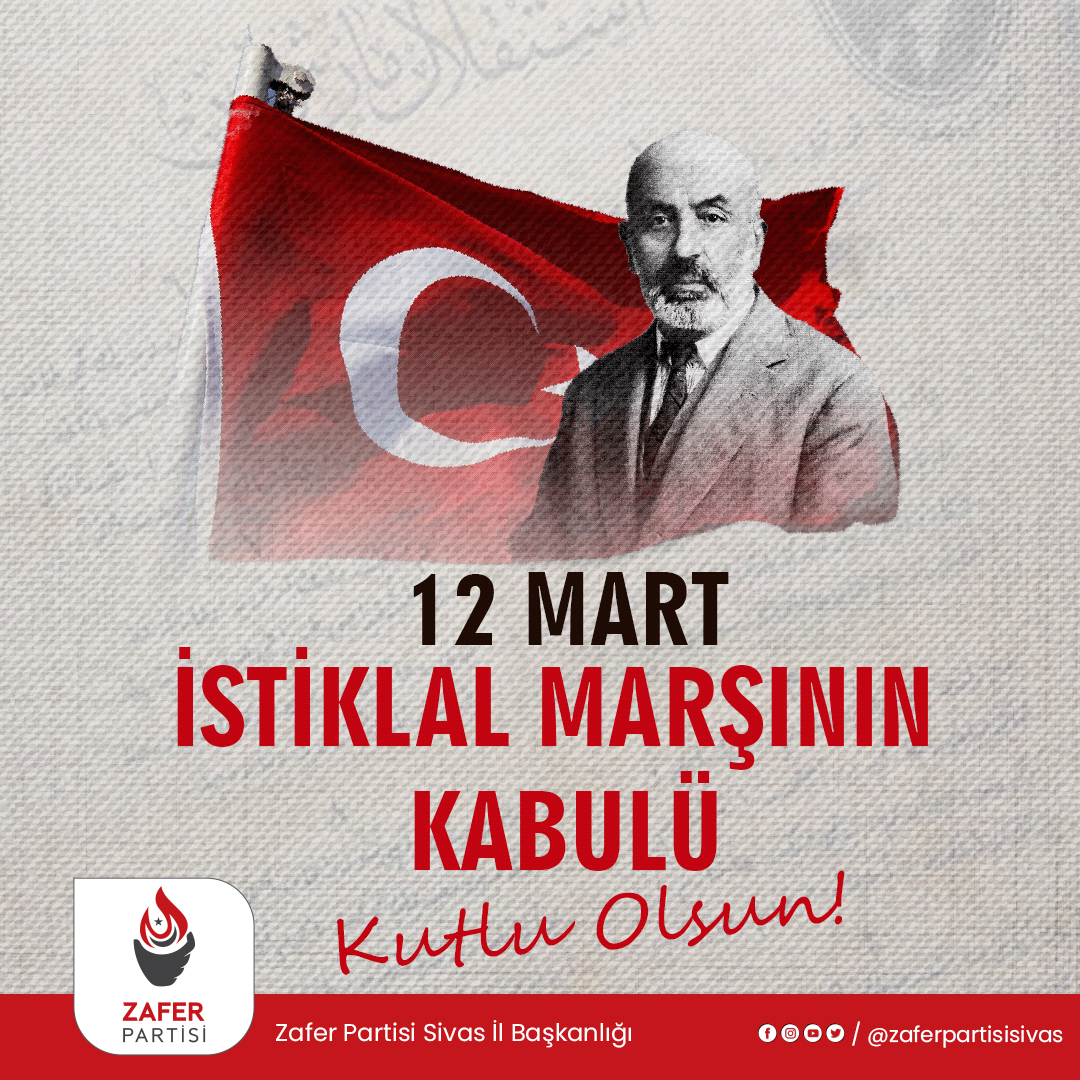 12 MART
İSTİKLAL MARŞININ
KABULÜ
Kutlu Olsun!
ZAFER
PARTİSİ
Zafer Partisi Sivas İl Başkanlığı
/ @zaferpartisisivas